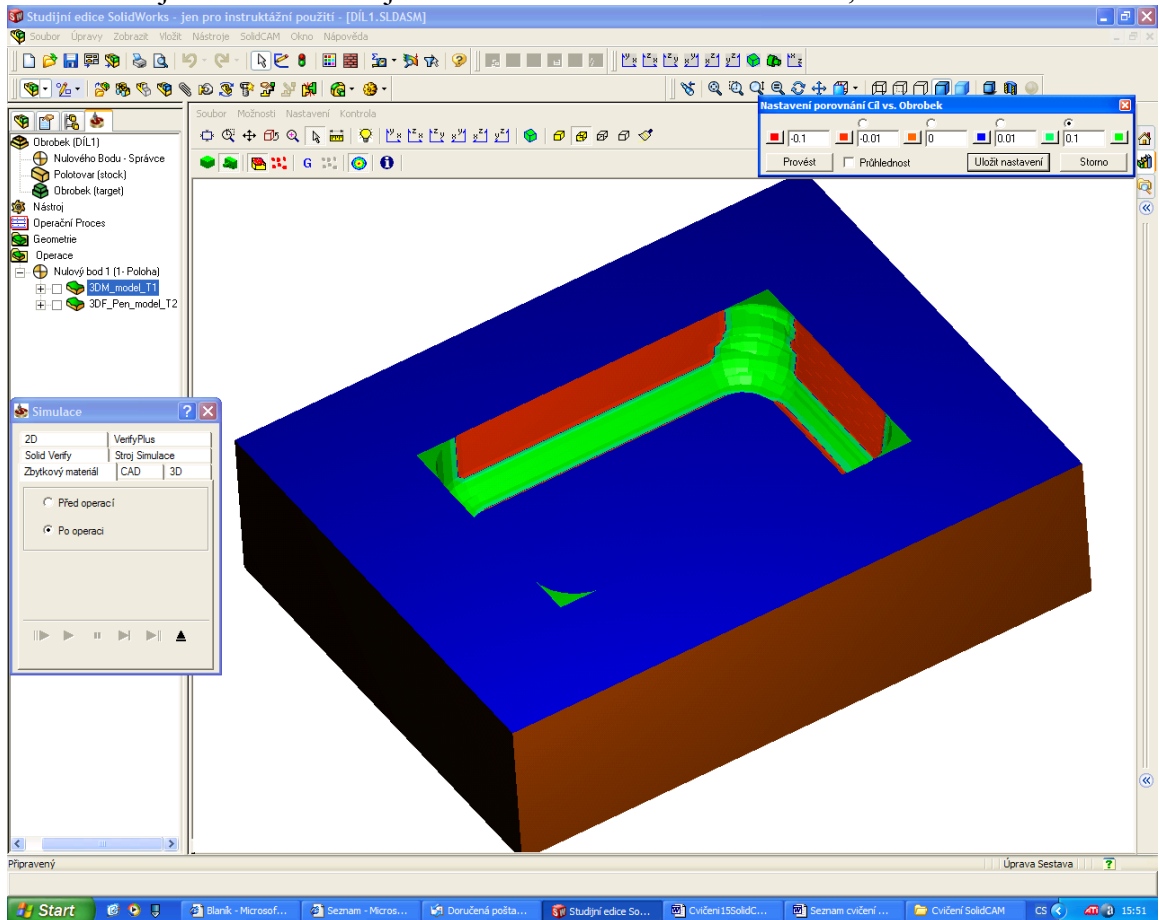 Studijní edice SolidWorks - jen pro instruktážní použití - [DÍL1.SLDASM]
Soubor Úpravy Zobrazit Vložit Nástroje SolidCAM Okno Nápověda
Soubor Možnosti Nastavení Kontrola
Nastavení porovnání Cíl vs. Obrobek
-0.1 -0.01 0 0.01 0.1
Provést Průhlednost Uložit nastavení Storno
Obrobek (DÍL1)
Nulového Bodu - Správce
Polotovar (stock)
Obrobek (target)
Nástroj
Operační Proces
Geometrie
Operace
Nulový bod 1 (1- Poloha)
3DM_model_T1
3DF_Pen_model_T2
Simulace
2D VerifyPlus
Solid Verify Stroj Simulace
Zbytkový materiál CAD 3D
Před operací
Po operaci
Připravený
Úprava Sestava
Start Blaník - Microsof... Seznam - Micros... Doručená pošta... Studijní edice So... Cvičeni15SolidC... Seznam cvičení ... Cvičení SolidCAM CS 15:51